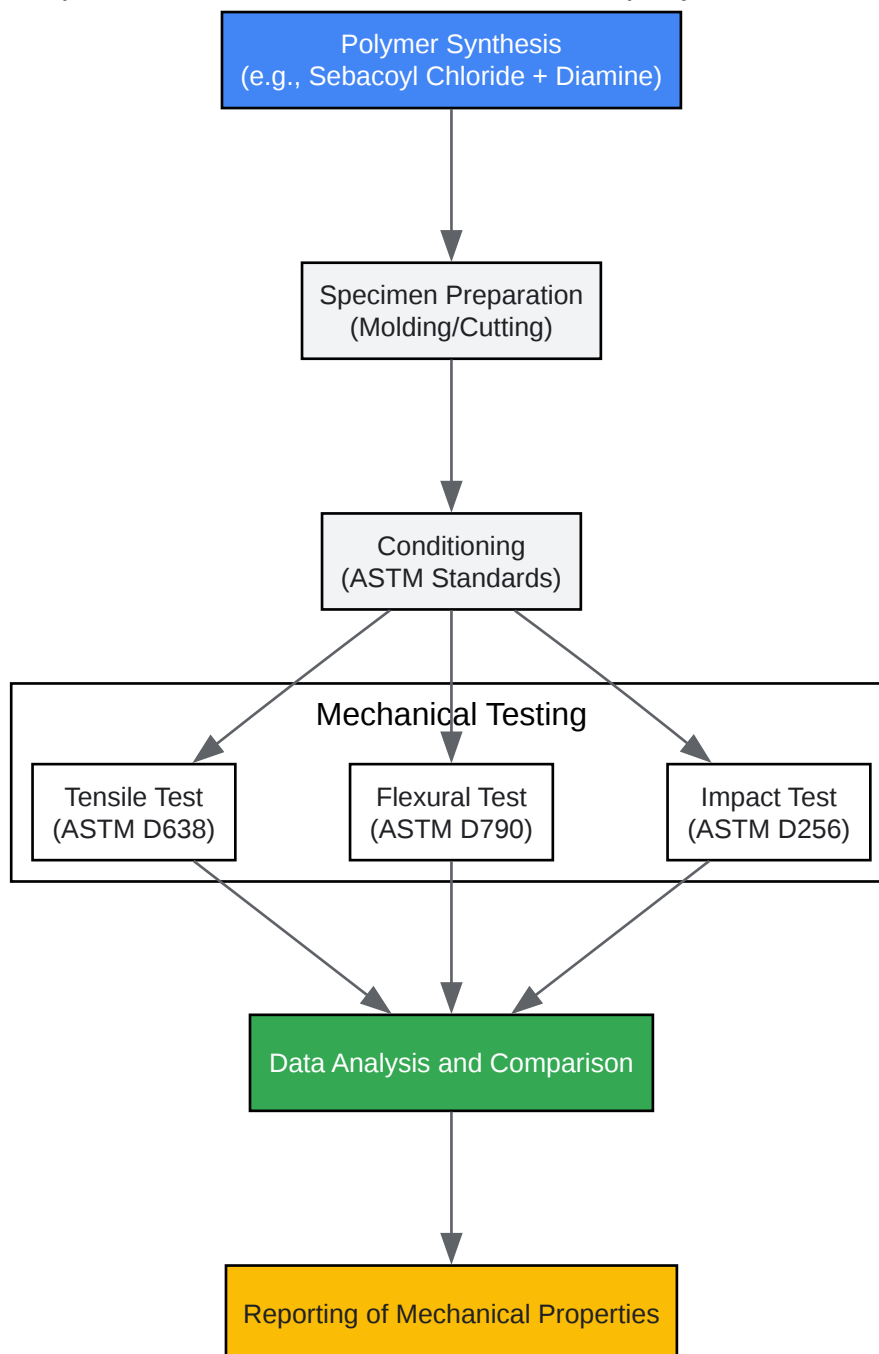 Polymer Synthesis
(e.g., Sebacoyl Chloride + Diamine)
Specimen Preparation
(Molding/Cutting)
Conditioning
(ASTM Standards)
Mechanical Testing
Tensile Test
(ASTM D638)
Flexural Test
(ASTM D790)
Impact Test
(ASTM D256)
Data Analysis and Comparison
Reporting of Mechanical Properties